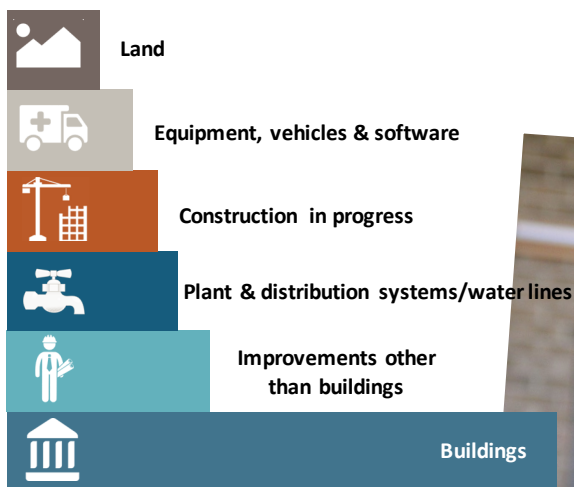 Land
Equipment, vehicles & software
Construction in progress
Plant & distribution systems/water lines
Improvements other
than buildings
Buildings